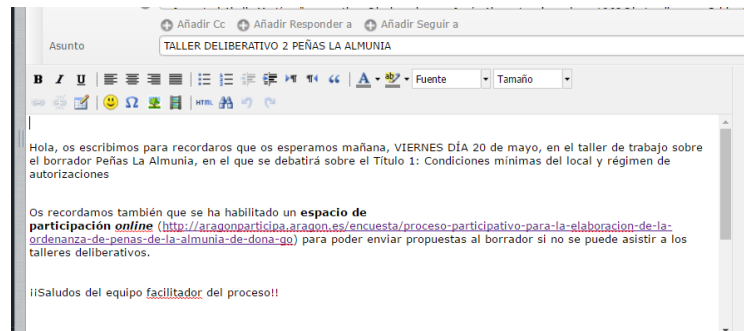 Añadir Cc Añadir Responder a Añadir Seguir a
Asunto TALLER DELIBERATIVO 2 PEÑAS LA ALMUNIA
B I U A Fuente Tamaño
HTML
Hola, os escribimos para recordaros que os esperamos mañana, VIERNES DÍA 20 de mayo, en el taller de trabajo sobre
el borrador Peñas La Almunia, en el que se debatirá sobre el Título 1: Condiciones mínimas del local y régimen de
autorizaciones
Os recordamos también que se ha habilitado un espacio de
participación online (http://aragonparticipa.aragon.es/encuesta/proceso-participativo-para-la-elaboracion-de-la-
ordenanza-de-penas-de-la-almunia-de-dona-go) para poder enviar propuestas al borrador si no se puede asistir a los
talleres deliberativos.
¡¡Saludos del equipo facilitador del proceso!!